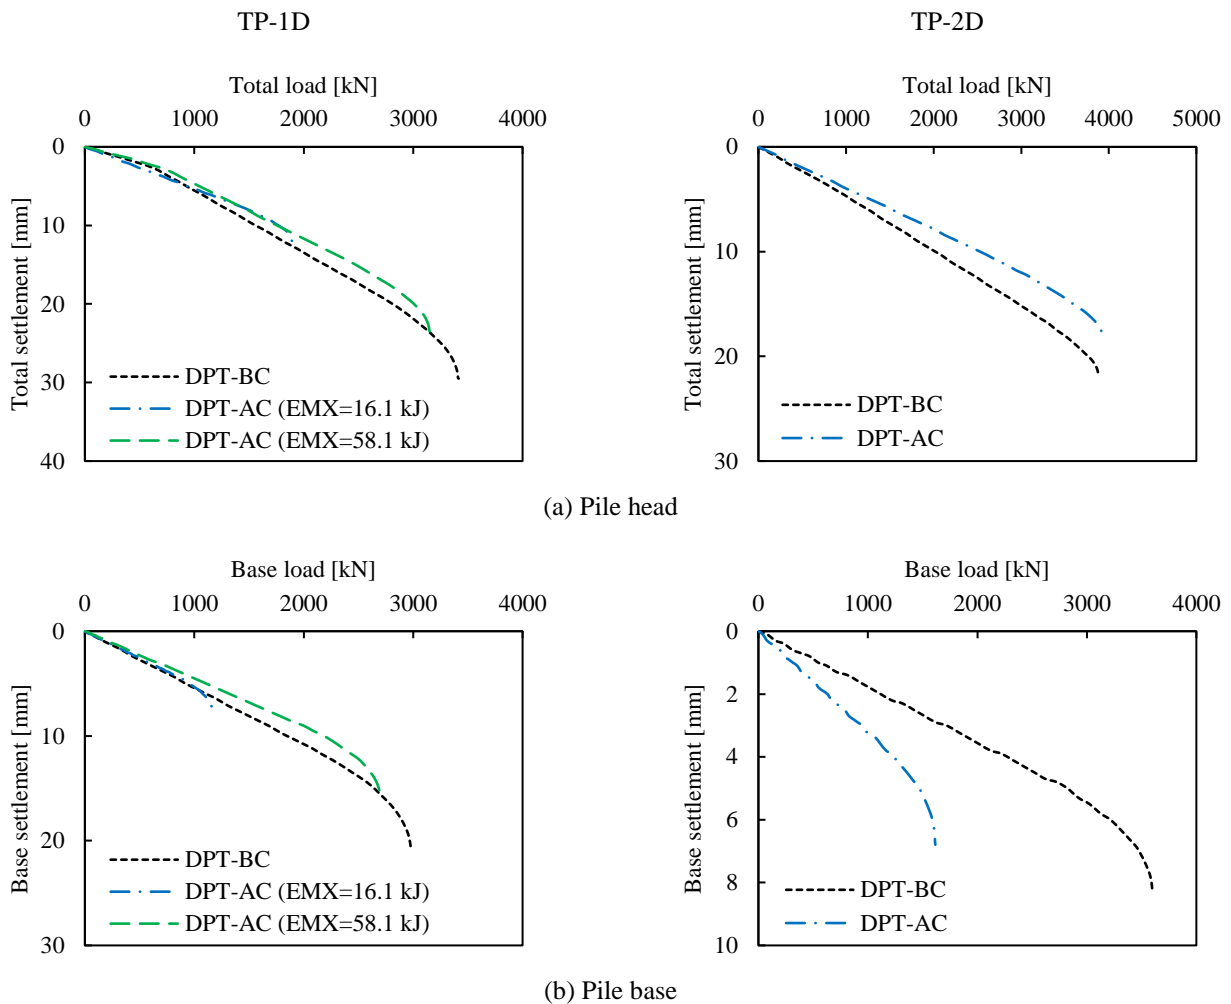 TP-1D
TP-2D
Total load [kN]
0 1000 2000 3000 4000
Total settlement [mm]
0
10
20
30
40
DPT-BC
DPT-AC (EMX=16.1 kJ)
DPT-AC (EMX=58.1 kJ)
Total load [kN]
0 1000 2000 3000 4000 5000
Total settlement [mm]
0
10
20
30
DPT-BC
DPT-AC
(a) Pile head
Base load [kN]
0 1000 2000 3000 4000
Base settlement [mm]
0
10
20
30
DPT-BC
DPT-AC (EMX=16.1 kJ)
DPT-AC (EMX=58.1 kJ)
Base load [kN]
0 1000 2000 3000 4000
Base settlement [mm]
0
2
4
6
8
10
DPT-BC
DPT-AC
(b) Pile base